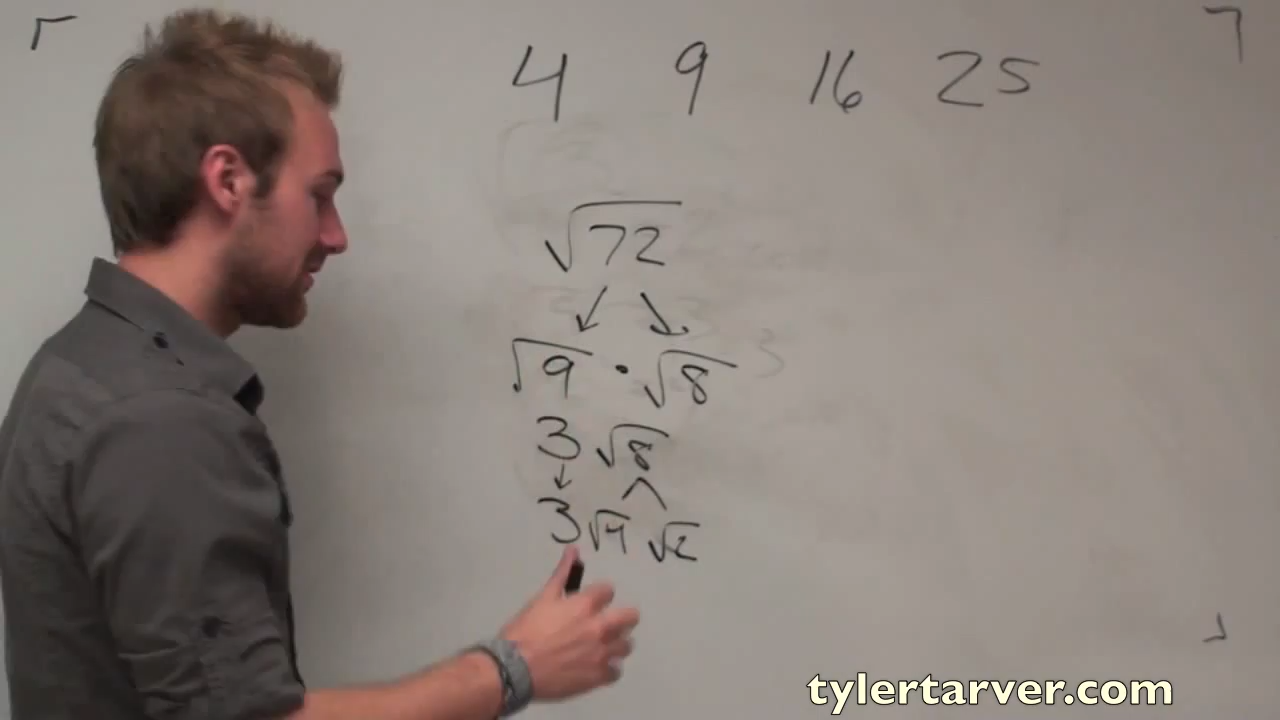 4 9 16 25
√72
√9 · √8
3 √8
3 √4 √2
tylertarver.com